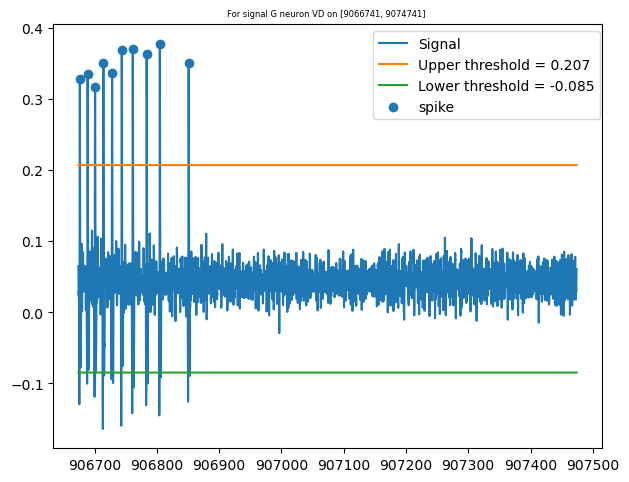 For signal G neuron VD on [9066741, 9074741]
Signal
Upper threshold = 0.207
Lower threshold = -0.085
spike
0.4
0.3
0.2
0.1
0.0
−0.1
906700 906800 906900 907000 907100 907200 907300 907400 907500